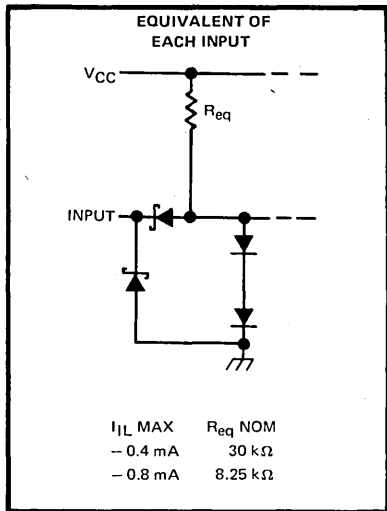 EQUIVALENT OF
EACH INPUT
VCC
Req
INPUT
IIL MAX Req NOM
– 0.4 mA 30 kΩ
– 0.8 mA 8.25 kΩ